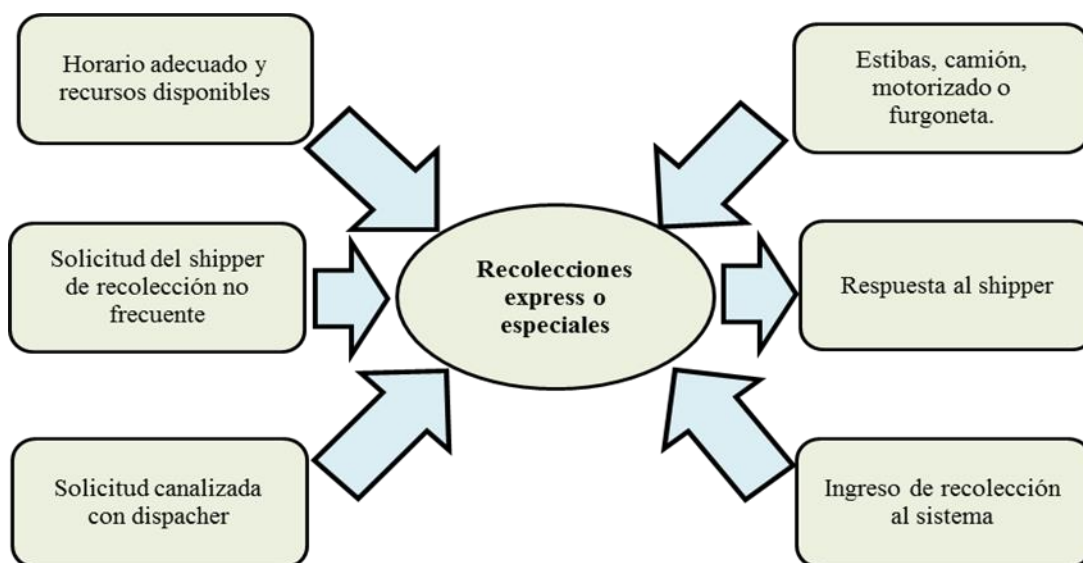 Horario adecuado y
recursos disponibles
Estibas, camión,
motorizado o
furgoneta.
Solicitud del shipper
de recolección no
frecuente
Recolecciones
express o
especiales
Respuesta al shipper
Solicitud canalizada
con dispacher
Ingreso de recolección
al sistema